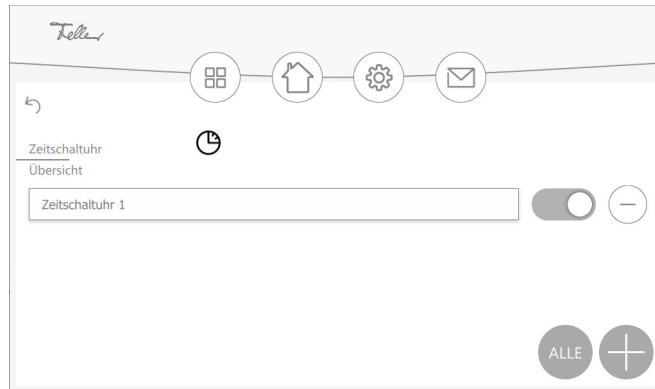 Feller
Zeitschaltuhr
Übersicht
Zeitschaltuhr 1
ALLE